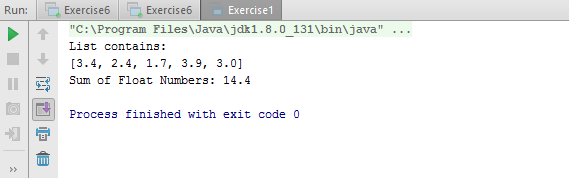 Run: Exercise6 Exercise6 Exercise1
"C:\Program Files\Java\jdk1.8.0_131\bin\java" ...
List contains:
[3.4, 2.4, 1.7, 3.9, 3.0]
Sum of Float Numbers: 14.4
Process finished with exit code 0